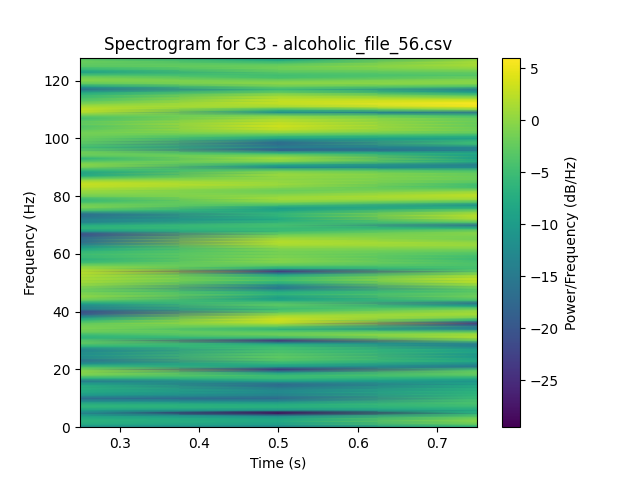 Spectrogram for C3 - alcoholic_file_56.csv
120
100
80
60
40
20
0
Frequency (Hz)
0.3 0.4 0.5 0.6 0.7
Time (s)
5
0
−5
−10
−15
−20
−25
Power/Frequency (dB/Hz)